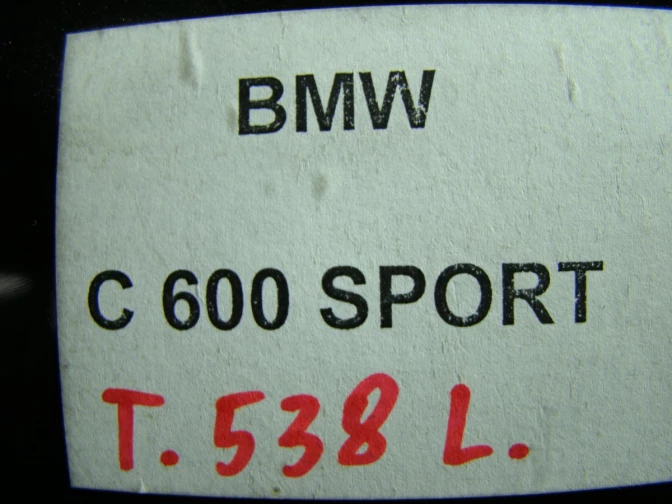 BMW
C 600 SPORT
T. 538 L.